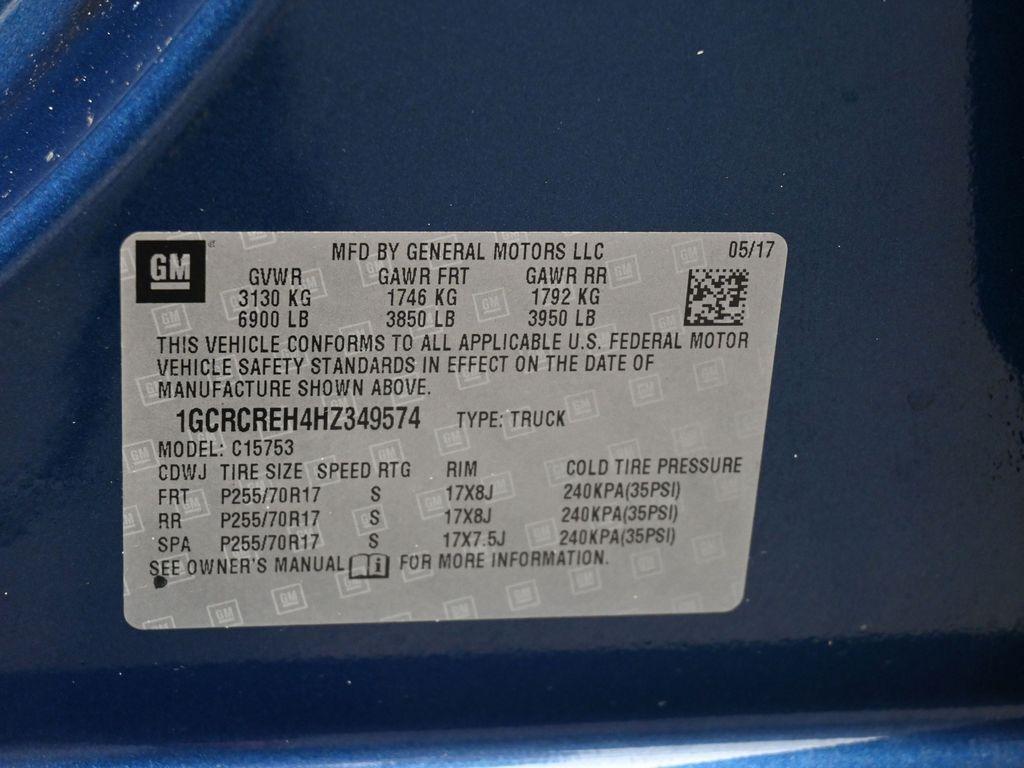 GM MFD BY GENERAL MOTORS LLC 05/17
GVWR GAWR FRT GAWR RR
3130 KG 1746 KG 1792 KG
6900 LB 3850 LB 3950 LB
THIS VEHICLE CONFORMS TO ALL APPLICABLE U.S. FEDERAL MOTOR
VEHICLE SAFETY STANDARDS IN EFFECT ON THE DATE OF
MANUFACTURE SHOWN ABOVE.
1GCRCREH4HZ349574 TYPE: TRUCK
MODEL: C15753
CDWJ TIRE SIZE SPEED RTG RIM COLD TIRE PRESSURE
FRT P255/70R17 S 17X8J 240KPA(35PSI)
RR P255/70R17 S 17X8J 240KPA(35PSI)
SPA P255/70R17 S 17X7.5J 240KPA(35PSI)
SEE OWNER'S MANUAL FOR MORE INFORMATION.